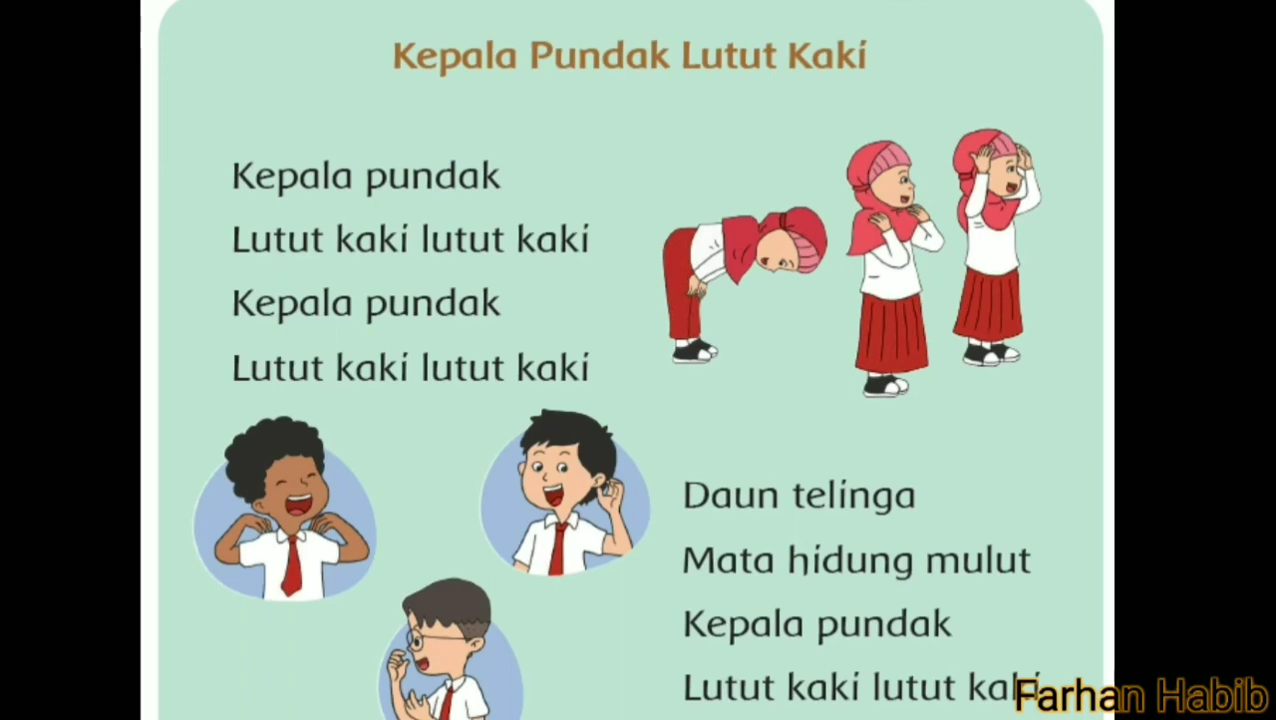 Kepala Pundak Lutut Kaki
Kepala pundak
Lutut kaki lutut kaki
Kepala pundak
Lutut kaki lutut kaki
Daun telinga
Mata hidung mulut
Kepala pundak
Lutut kaki lutut kaki
Farhan Habib